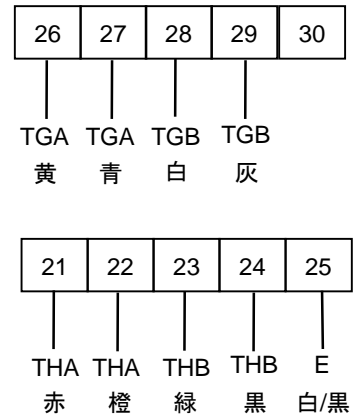 26 27 28 29 30
TGA TGA TGB TGB
黄 青 白 灰
21 22 23 24 25
THA THA THB THB E
赤 橙 緑 黒 白/黒